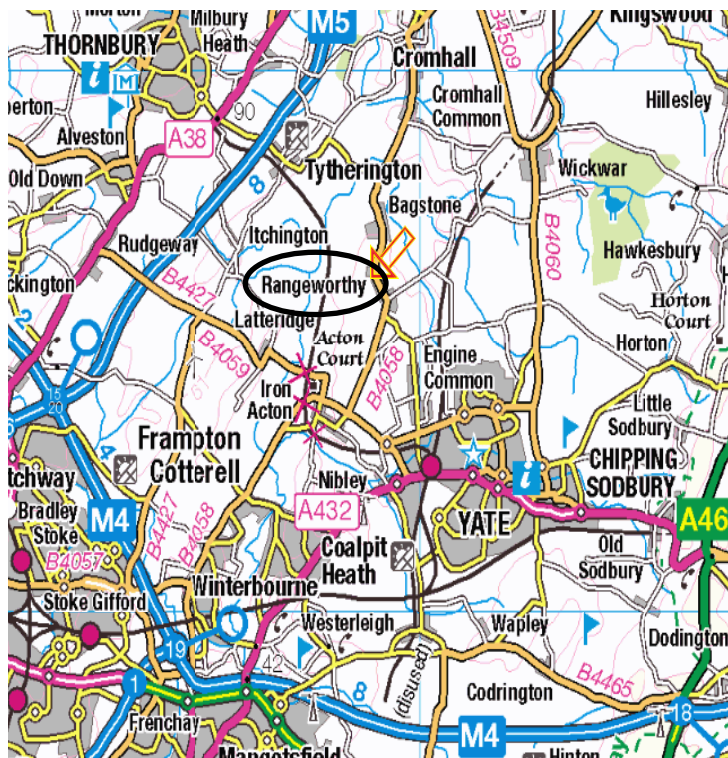 Morton
Milbury
Heath
M5
Kingswood
THORNBURY
Cromhall
B4509
i
M
90
Cromhall
Common
Hillesley
Alveston
A38
Tytherington
Wickwar
Old Down
8
Bagstone
Rudgeway
Itchington
B4060
Hawkesbury
B4427
Rangeworthy
Horton
Court
2
Latteridge
Acton
Court
B4059
B4058
Engine
Common
Horton
15
20
Iron
Acton
Little
Sodbury
4
Frampton
Cotterell
CHIPPING
SODBURY
Nibley
i
Bradley
Stoke
M4
B4427
B4058
A432
YATE
A46
B4057
Coalpit
Heath
Old
Sodbury
Stoke Gifford
Winterbourne
Westerleigh
Wapley
Dodington
19
42
(disused)
B4465
1
8
Codrington
Frenchay
M4
18
Mangotsfield
Hinton